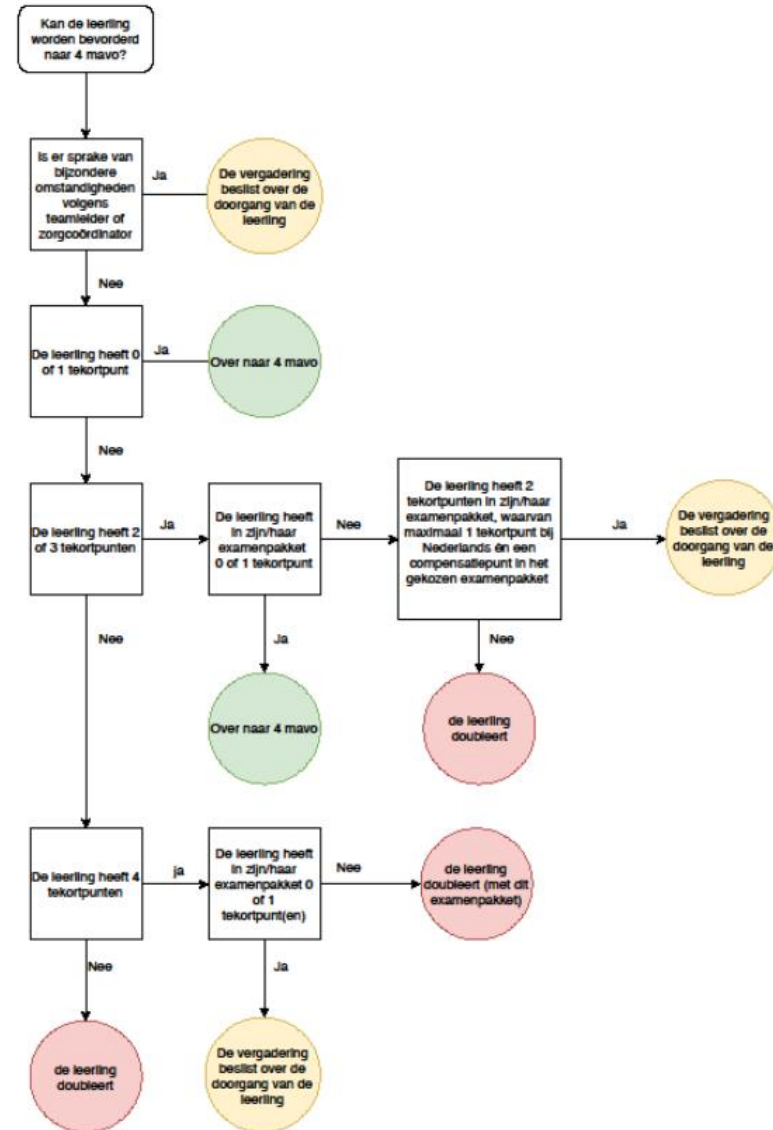 Kan de leerling
worden bevorderd
naar 4 mavo?
Is er sprake van
bijzondere
omstandigheden
volgens
teamleider of
zorgcoördinator
Ja
De vergadering
beslist over de
doorgang van de
leerling
Nee
De leerling heeft 0
of 1 tekortpunt
Ja
Over naar 4 mavo
Nee
De leerling heeft 2
of 3 tekortpunten
Ja
De leerling heeft
in zijn/haar
examenpakket
0 of 1 tekortpunt
Nee
De leerling heeft 2
tekortpunten in zijn/haar
examenpakket, waarvan
maximaal 1 tekortpunt bij
Nederlands én een
compensatiepunt in het
gekozen examenpakket
Ja
De vergadering
beslist over de
doorgang van de
leerling
Nee
Ja
Nee
Over naar 4 mavo
de leerling
doubleert
De leerling heeft 4
tekortpunten
ja
De leerling heeft
in zijn/haar
examenpakket 0
of 1
tekortpunt(en)
Nee
de leerling
doubleert (met dit
examenpakket)
Nee
Ja
de leerling
doubleert
De vergadering
beslist over de
doorgang van de
leerling